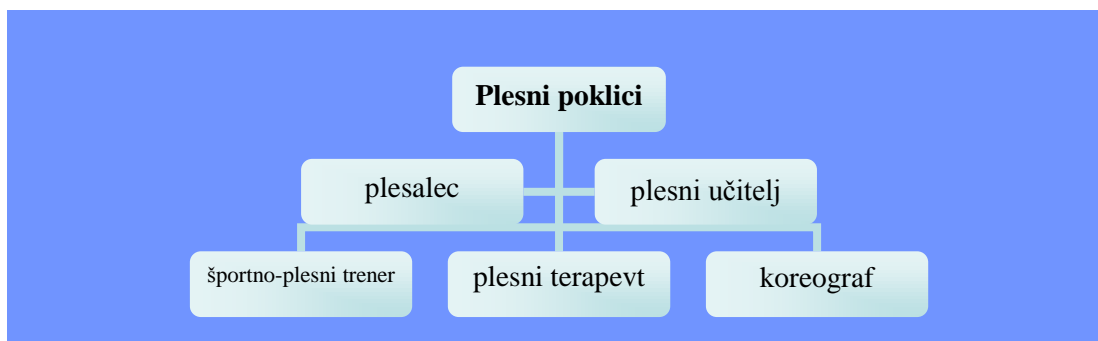 Plesni poklici
plesalec
plesni učitelj
športno-plesni trener
plesni terapevt
koreograf